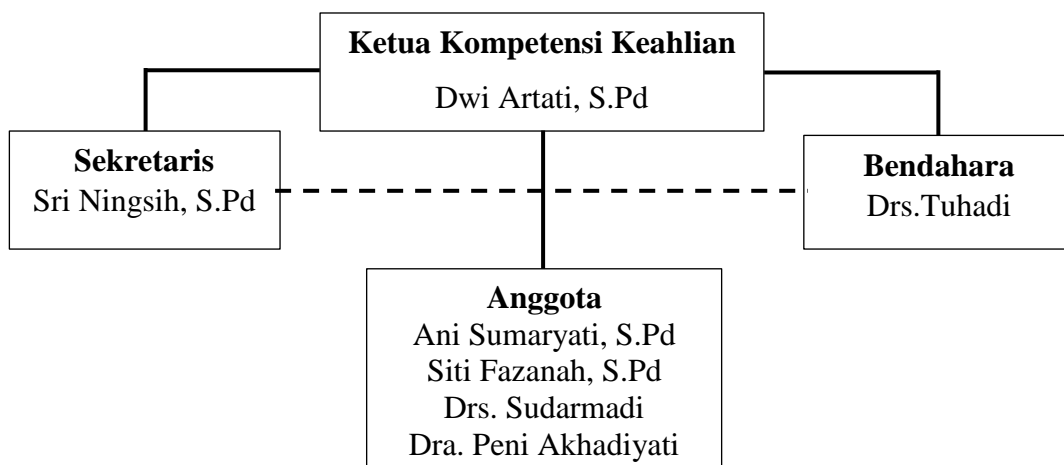 Ketua Kompetensi Keahlian
Dwi Artati, S.Pd
Sekretaris
Sri Ningsih, S.Pd
Bendahara
Drs.Tuhadi
Anggota
Ani Sumaryati, S.Pd
Siti Fazanah, S.Pd
Drs. Sudarmadi
Dra. Peni Akhadiyati